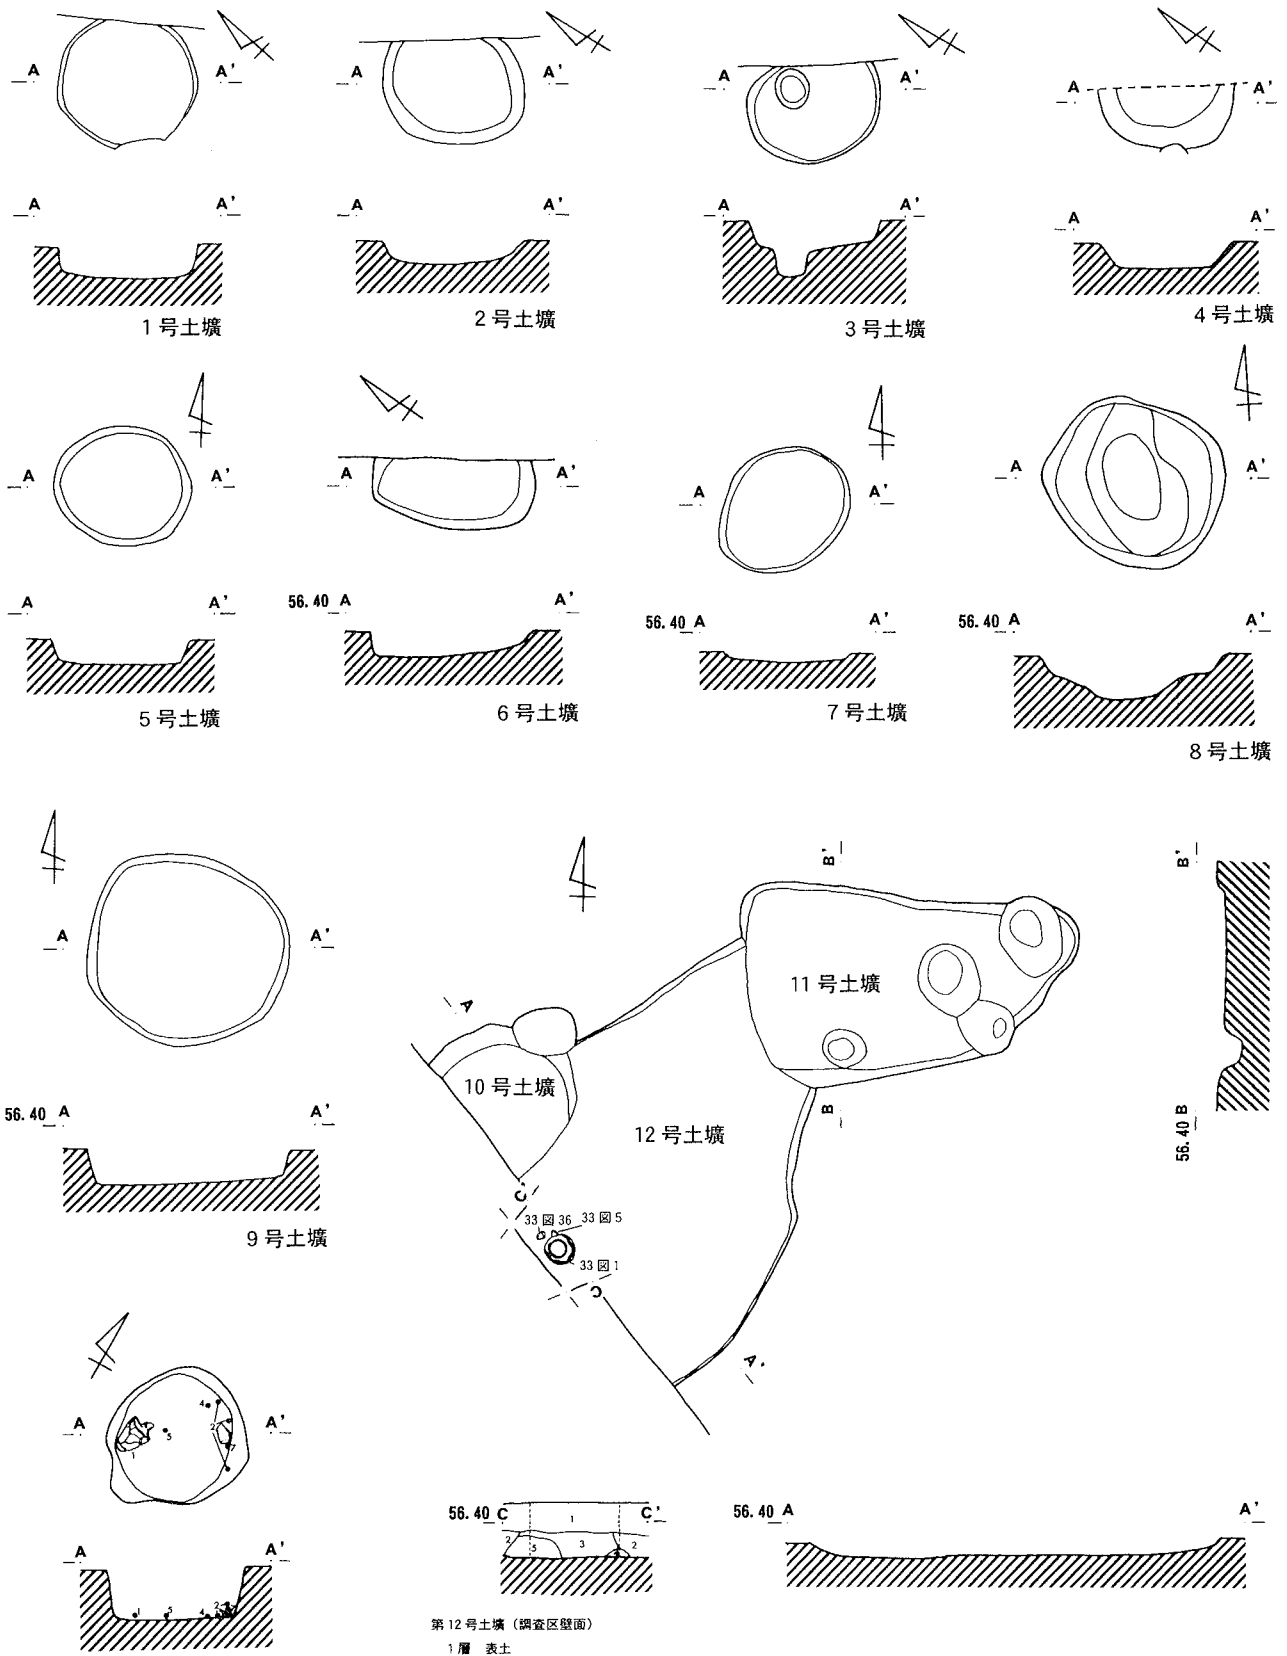 A A' A A' A A' A A'
A A' A A' A A' A A'
1号土壙
2号土壙
3号土壙
4号土壙
A A' A A' A A' A A'
A A' 56.40 A A' 56.40 A A' 56.40 A A'
5号土壙
6号土壙
7号土壙
8号土壙
A A'
56.40 A A'
9号土壙
B' B'
11号土壙
A
10号土壙
12号土壙
B 56.40 B
C'
33図36 33図5
33図1
C
A'
A 4 5 2 7 1 A'
A A'
1 5 4 2
56.40 C C'
1
2 5 3 2
56.40 A A'
第12号土壙（調査区壁面）
1層 表土